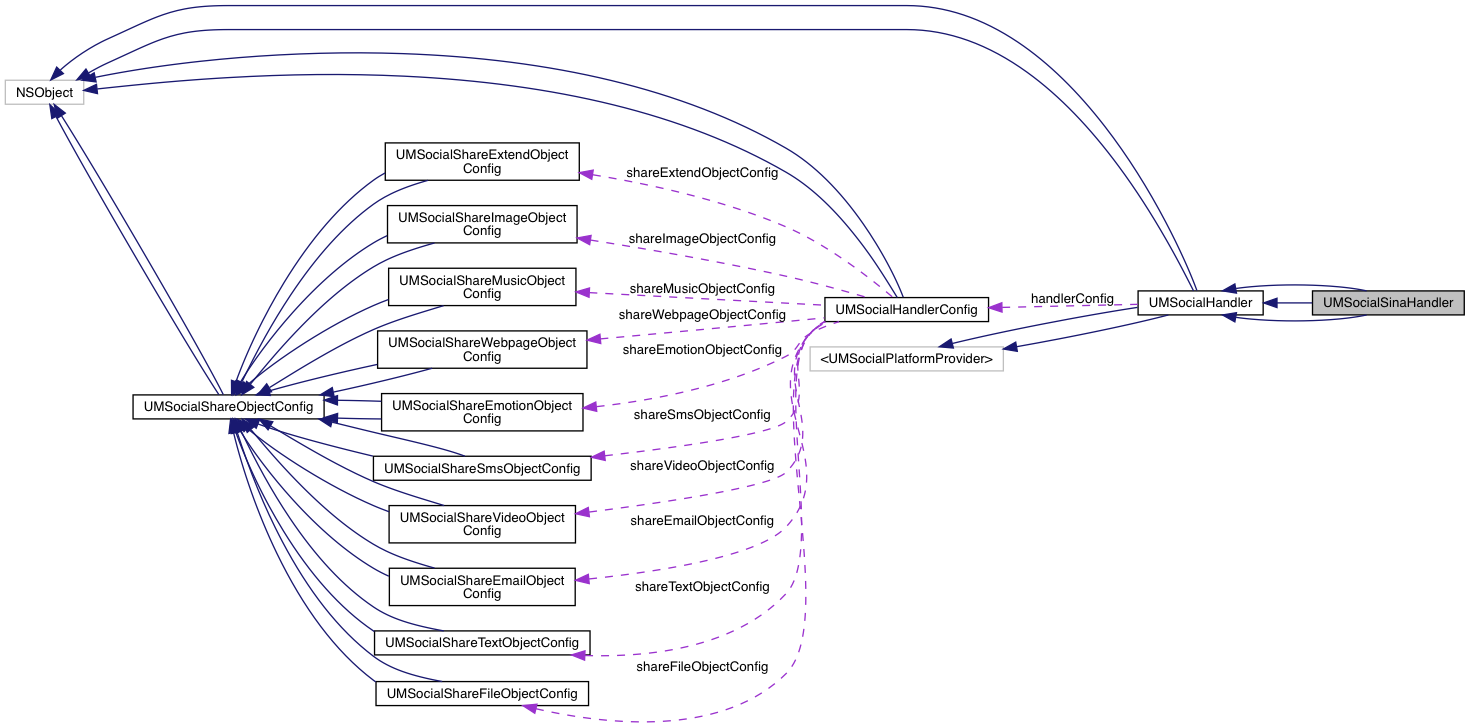 NSObject
UMSocialShareExtendObject
Config
shareExtendObjectConfig
UMSocialShareImageObject
Config
shareImageObjectConfig
UMSocialShareMusicObject
Config
shareMusicObjectConfig
handlerConfig
UMSocialHandler
UMSocialSinaHandler
UMSocialHandlerConfig
shareWebpageObjectConfig
UMSocialShareWebpageObject
Config
shareEmotionObjectConfig
<UMSocialPlatformProvider>
UMSocialShareObjectConfig
UMSocialShareEmotionObject
Config
shareSmsObjectConfig
UMSocialShareSmsObjectConfig
shareVideoObjectConfig
UMSocialShareVideoObject
Config
shareEmailObjectConfig
UMSocialShareEmailObject
Config
shareTextObjectConfig
UMSocialShareTextObjectConfig
shareFileObjectConfig
UMSocialShareFileObjectConfig